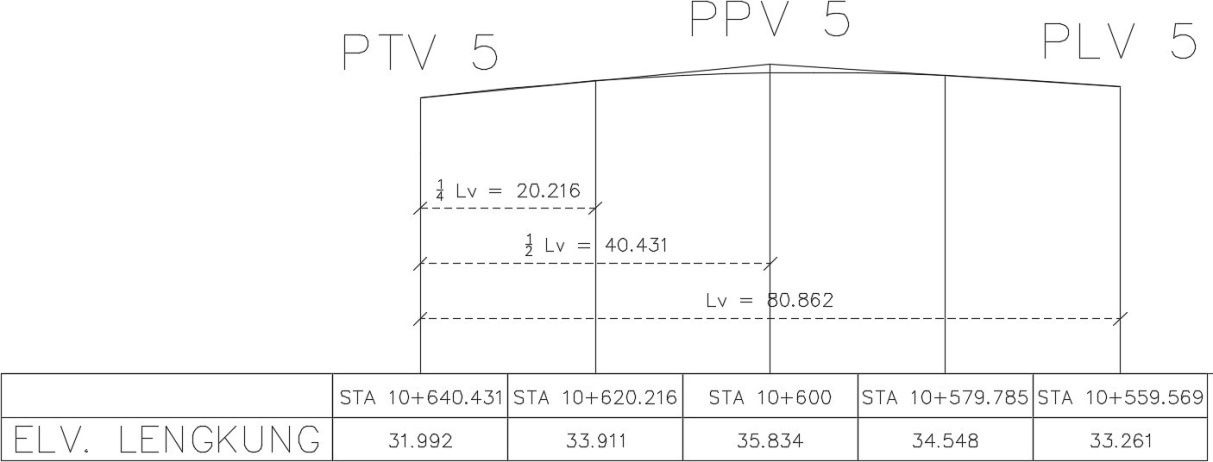 PPV 5
PTV 5
PLV 5
1/4 Lv = 20.216
1/2 Lv = 40.431
Lv = 80.862
STA 10+640.431 STA 10+620.216 STA 10+600 STA 10+579.785 STA 10+559.569
ELV. LENGKUNG 31.992 33.911 35.834 34.548 33.261